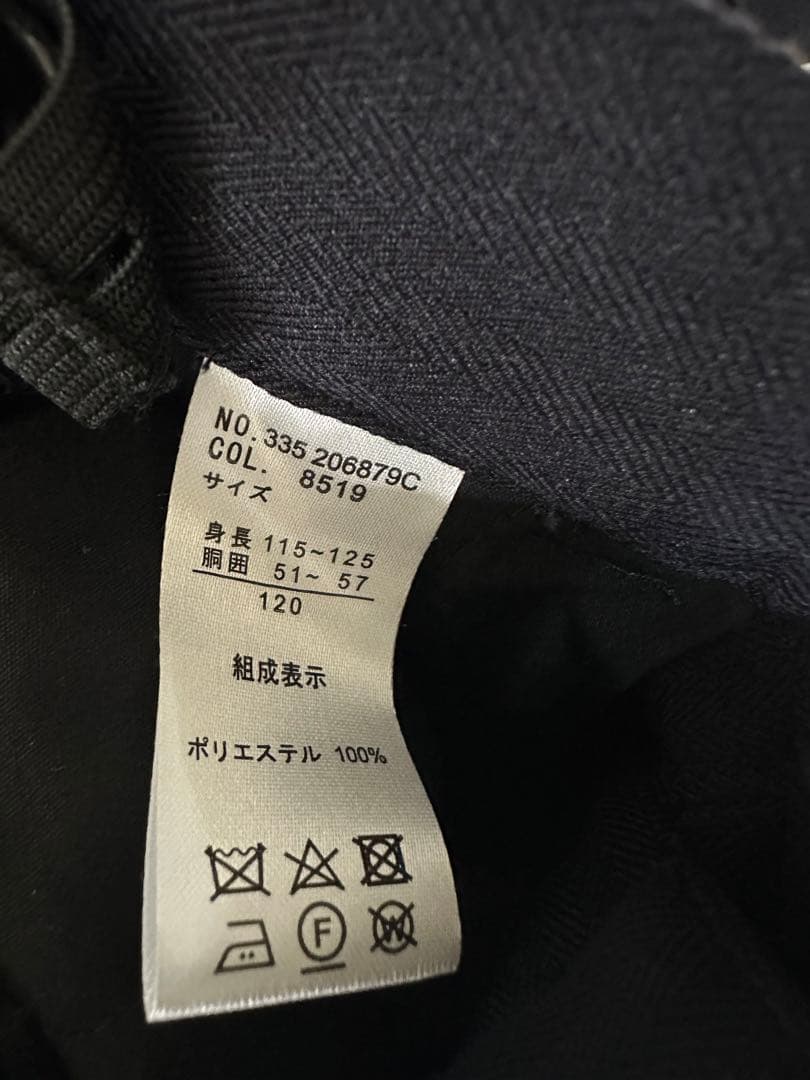 NO. 335 206879C
COL. 8519
サイズ
身長 115~125
胴囲 51~ 57
120
組成表示
ポリエステル 100%
F W